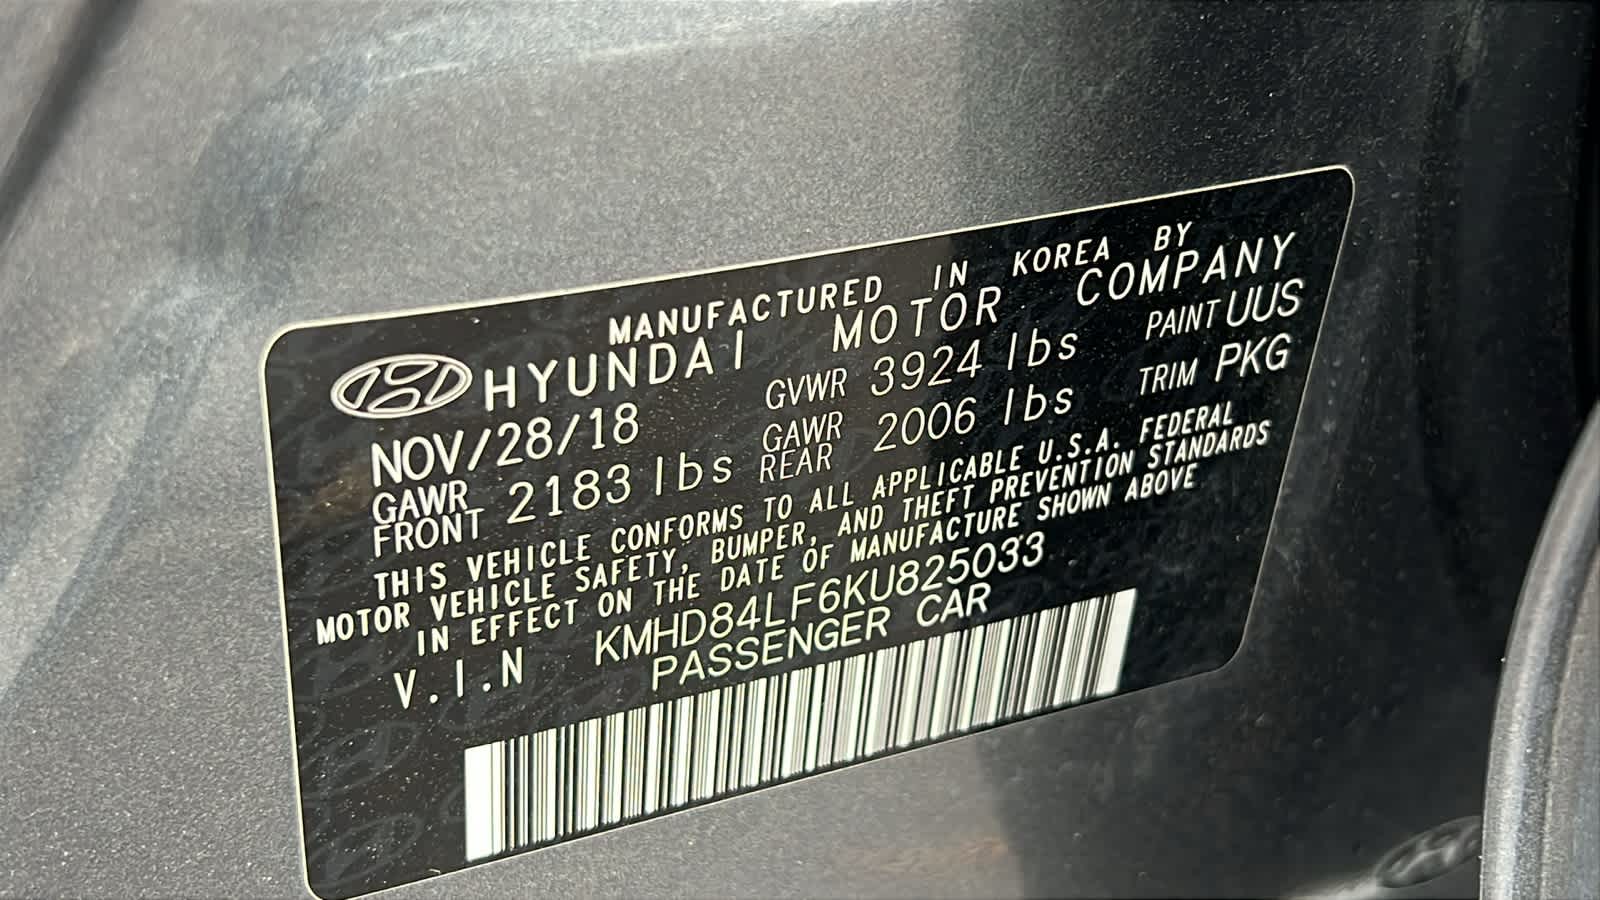 MANUFACTURED IN KOREA BY
HYUNDAI MOTOR COMPANY
NOV/28/18 GVWR 3924 lbs PAINT UUS
GAWR FRONT 2183 lbs GAWR REAR 2006 lbs TRIM PKG
THIS VEHICLE CONFORMS TO ALL APPLICABLE U.S.A. FEDERAL
MOTOR VEHICLE SAFETY, BUMPER, AND THEFT PREVENTION STANDARDS
IN EFFECT ON THE DATE OF MANUFACTURE SHOWN ABOVE
V.I.N KMHD84LF6KU825033
PASSENGER CAR